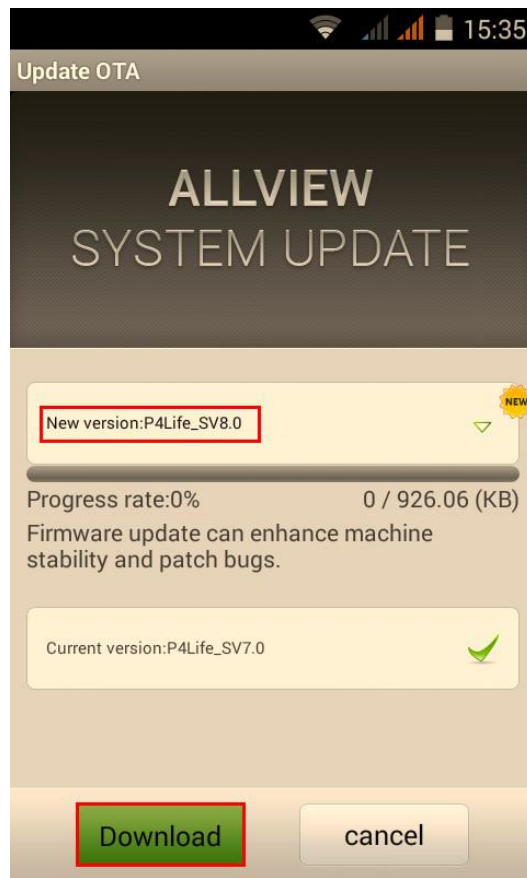 15:35
Update OTA
ALLVIEW
SYSTEM UPDATE
NEW
New version:P4Life_SV8.0
Progress rate:0% 0 / 926.06 (KB)
Firmware update can enhance machine
stability and patch bugs.
Current version:P4Life_SV7.0
Download cancel